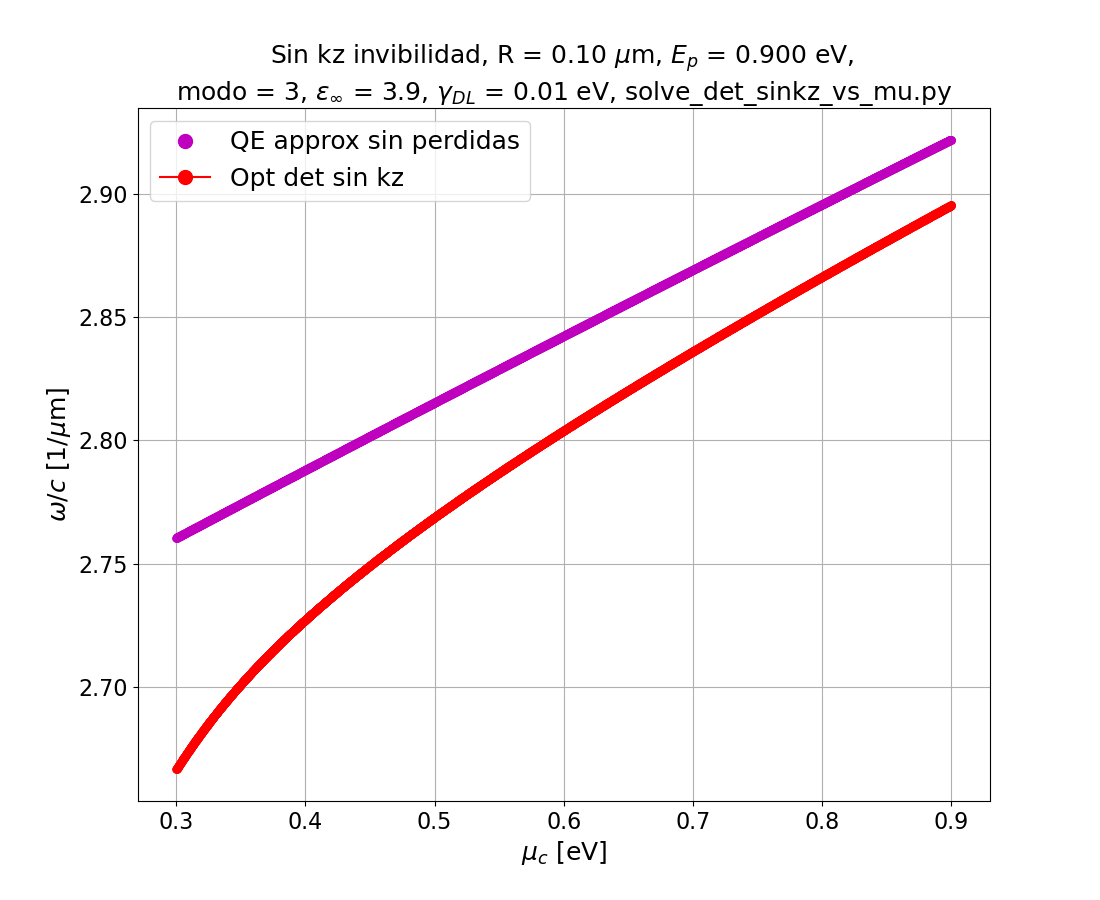 Sin kz invibilidad, R = 0.10 μm, E_p = 0.900 eV,
modo = 3, ε_∞ = 3.9, γ_DL = 0.01 eV, solve_det_sinkz_vs_mu.py
QE approx sin perdidas
Opt det sin kz
2.90
2.85
2.80
2.75
2.70
ω/c [1/μm]
0.3 0.4 0.5 0.6 0.7 0.8 0.9
μ_c [eV]